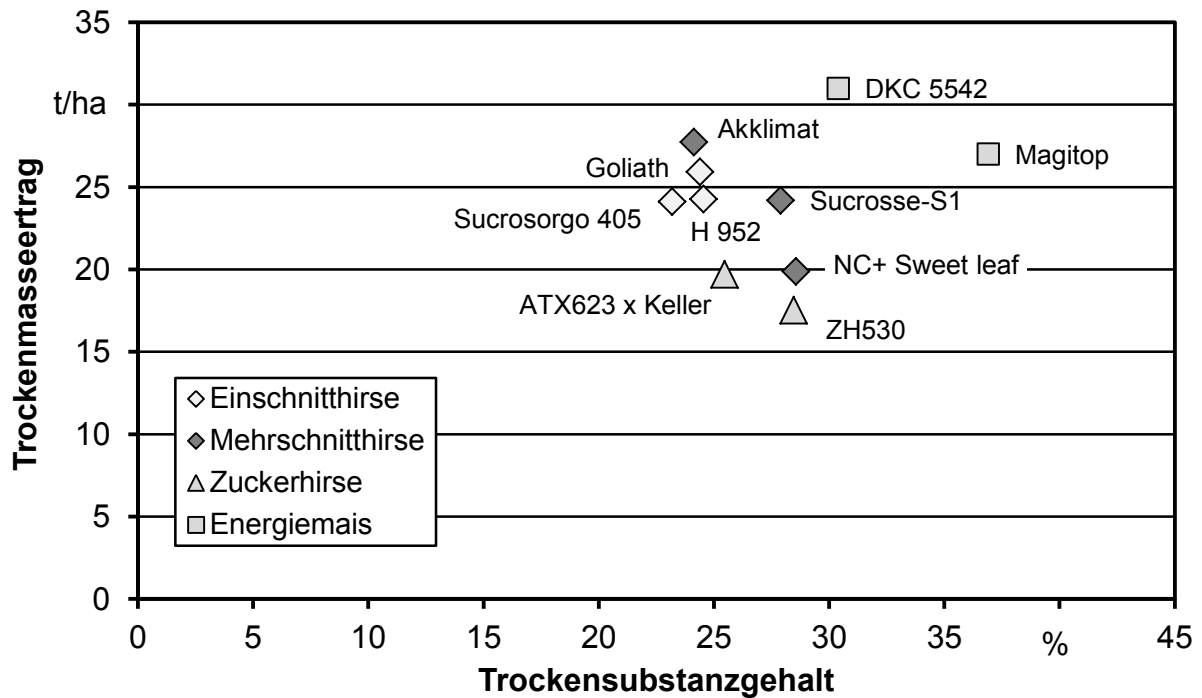 35
t/ha
25
20
15
10
5
0
Trockenmasseertrag
DKC 5542
Akklimat
Magitop
Goliath
Sucrosse-S1
Sucrosorgo 405
H 952
NC+ Sweet leaf
ATX623 x Keller
ZH530
Einschnitthirse
Mehrschnitthirse
Zuckerhirse
Energiemais
0 5 10 15 20 25 30 35 % 45
Trockensubstanzgehalt